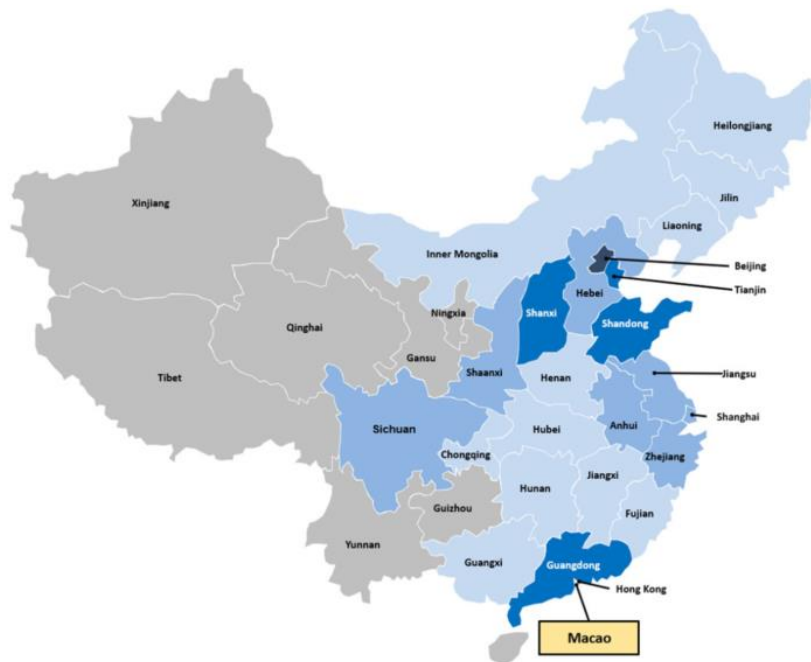 Heilongjiang
Jilin
Xinjiang
Liaoning
Inner Mongolia
Beijing
Tianjin
Hebei
Ningxia
Shanxi
Shandong
Qinghai
Gansu
Tibet
Shaanxi
Henan
Jiangsu
Shanghai
Sichuan
Anhui
Hubei
Chongqing
Zhejiang
Jiangxi
Hunan
Guizhou
Fujian
Yunnan
Guangxi
Guangdong
Hong Kong
Macao